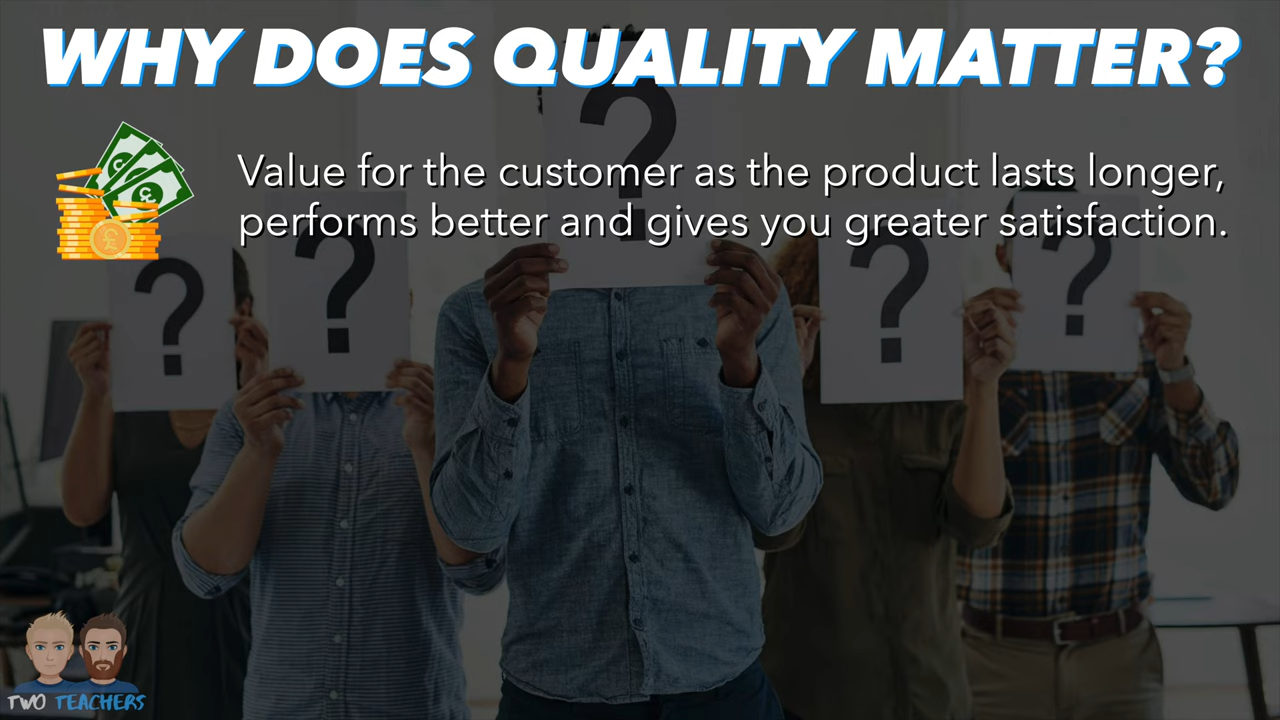 WHY DOES QUALITY MATTER?
?
Value for the customer as the product lasts longer,
performs better and gives you greater satisfaction.
? ? ? ?
TWO TEACHERS